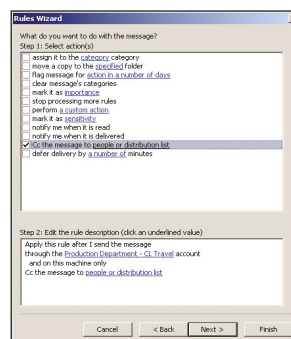 Rules Wizard
What do you want to do with the message?
Step 1: Select action(s)
assign it to the category category
move a copy to the specified folder
flag message for action in a number of days
clear message's categories
mark it as importance
stop processing more rules
perform a custom action
mark it as sensitivity
notify me when it is read
notify me when it is delivered
Cc the message to people or distribution list
defer delivery by a number of minutes
Step 2: Edit the rule description (click an underlined value)
Apply this rule after I send the message
through the Production Department - CL Travel account
and on this machine only
Cc the message to people or distribution list
Cancel < Back Next > Finish